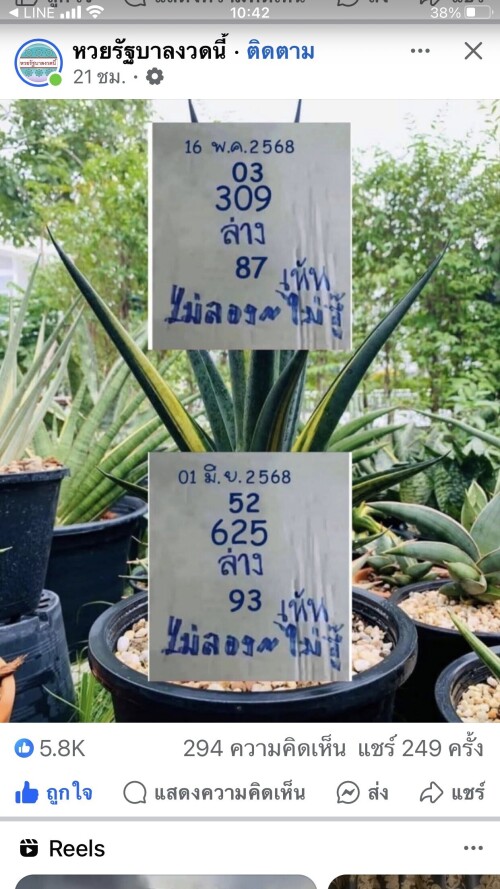 LINE
10:42
38%
หวยรัฐบาลงวดนี้ · ติดตาม
21 ชม. ·
16 พ.ค.2568
03
309
ล่าง
87
เห้พ
ไม่ลอง~ไม่รู้
01 มิ.ย.2568
52
625
ล่าง
93
เห้พ
ไม่ลอง~ไม่รู้
5.8K
294 ความคิดเห็น แชร์ 249 ครั้ง
ถูกใจ แสดงความคิดเห็น ส่ง แชร์
Reels